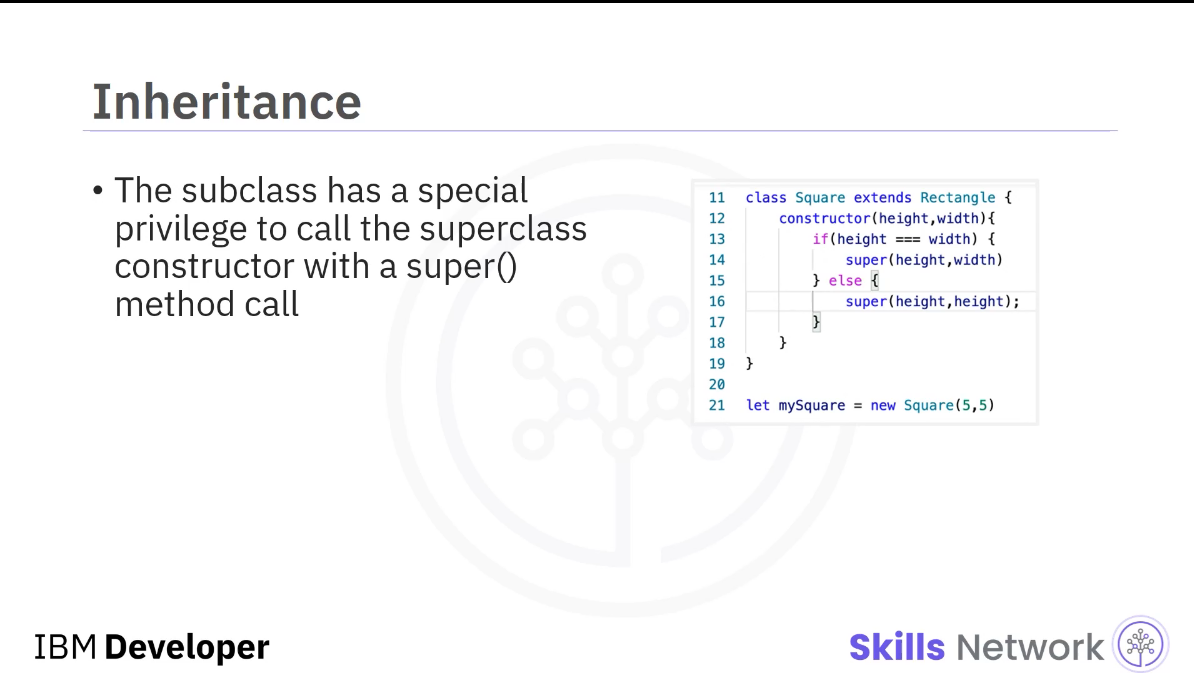 Inheritance
• The subclass has a special
privilege to call the superclass
constructor with a super()
method call
11 class Square extends Rectangle {
12 constructor(height,width){
13 if(height === width) {
14 super(height,width)
15 } else {
16 super(height,height);
17 }
18 }
19 }
20
21 let mySquare = new Square(5,5)
IBM Developer
Skills Network